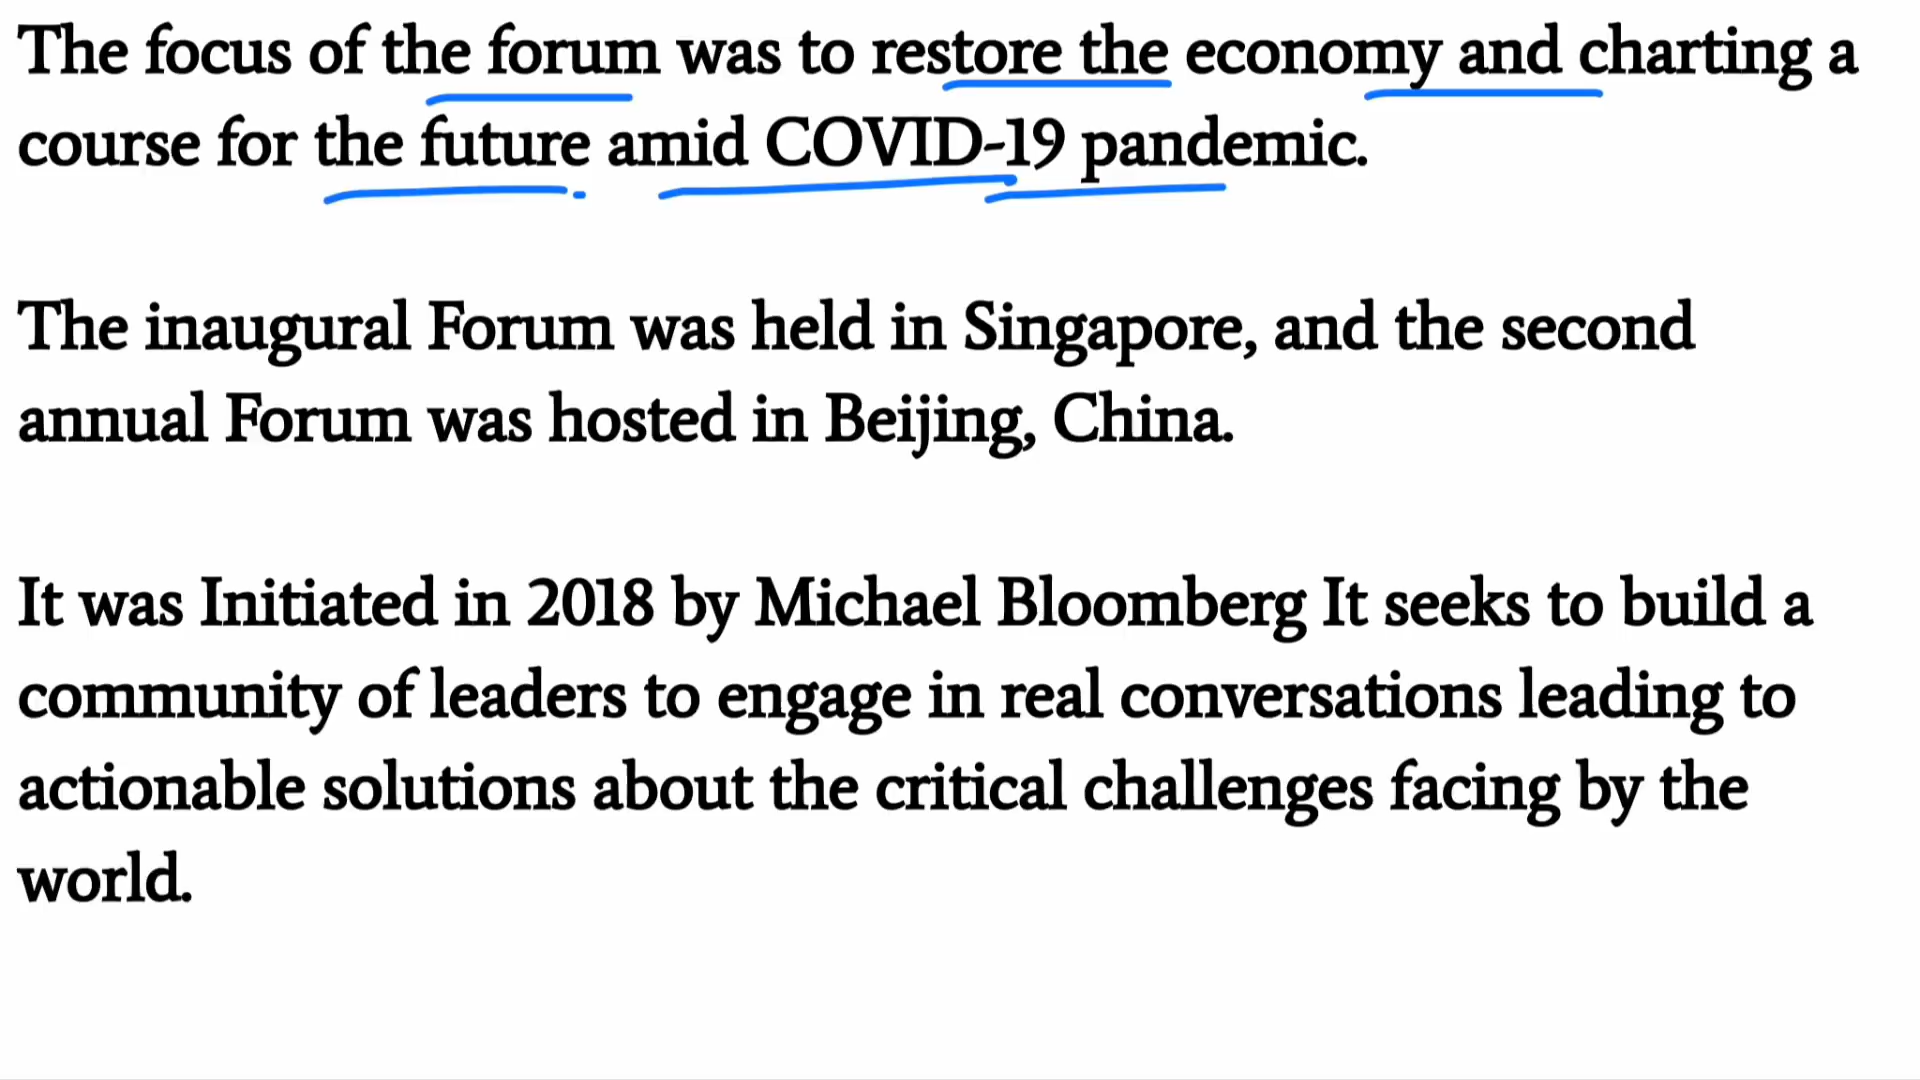 The focus of the forum was to restore the economy and charting a
course for the future amid COVID-19 pandemic.
The inaugural Forum was held in Singapore, and the second
annual Forum was hosted in Beijing, China.
It was Initiated in 2018 by Michael Bloomberg It seeks to build a
community of leaders to engage in real conversations leading to
actionable solutions about the critical challenges facing by the
world.